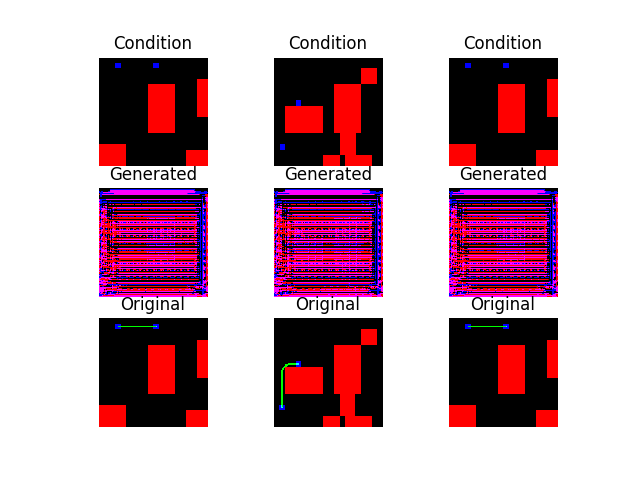 Condition Condition Condition
Generated Generated Generated
Original Original Original